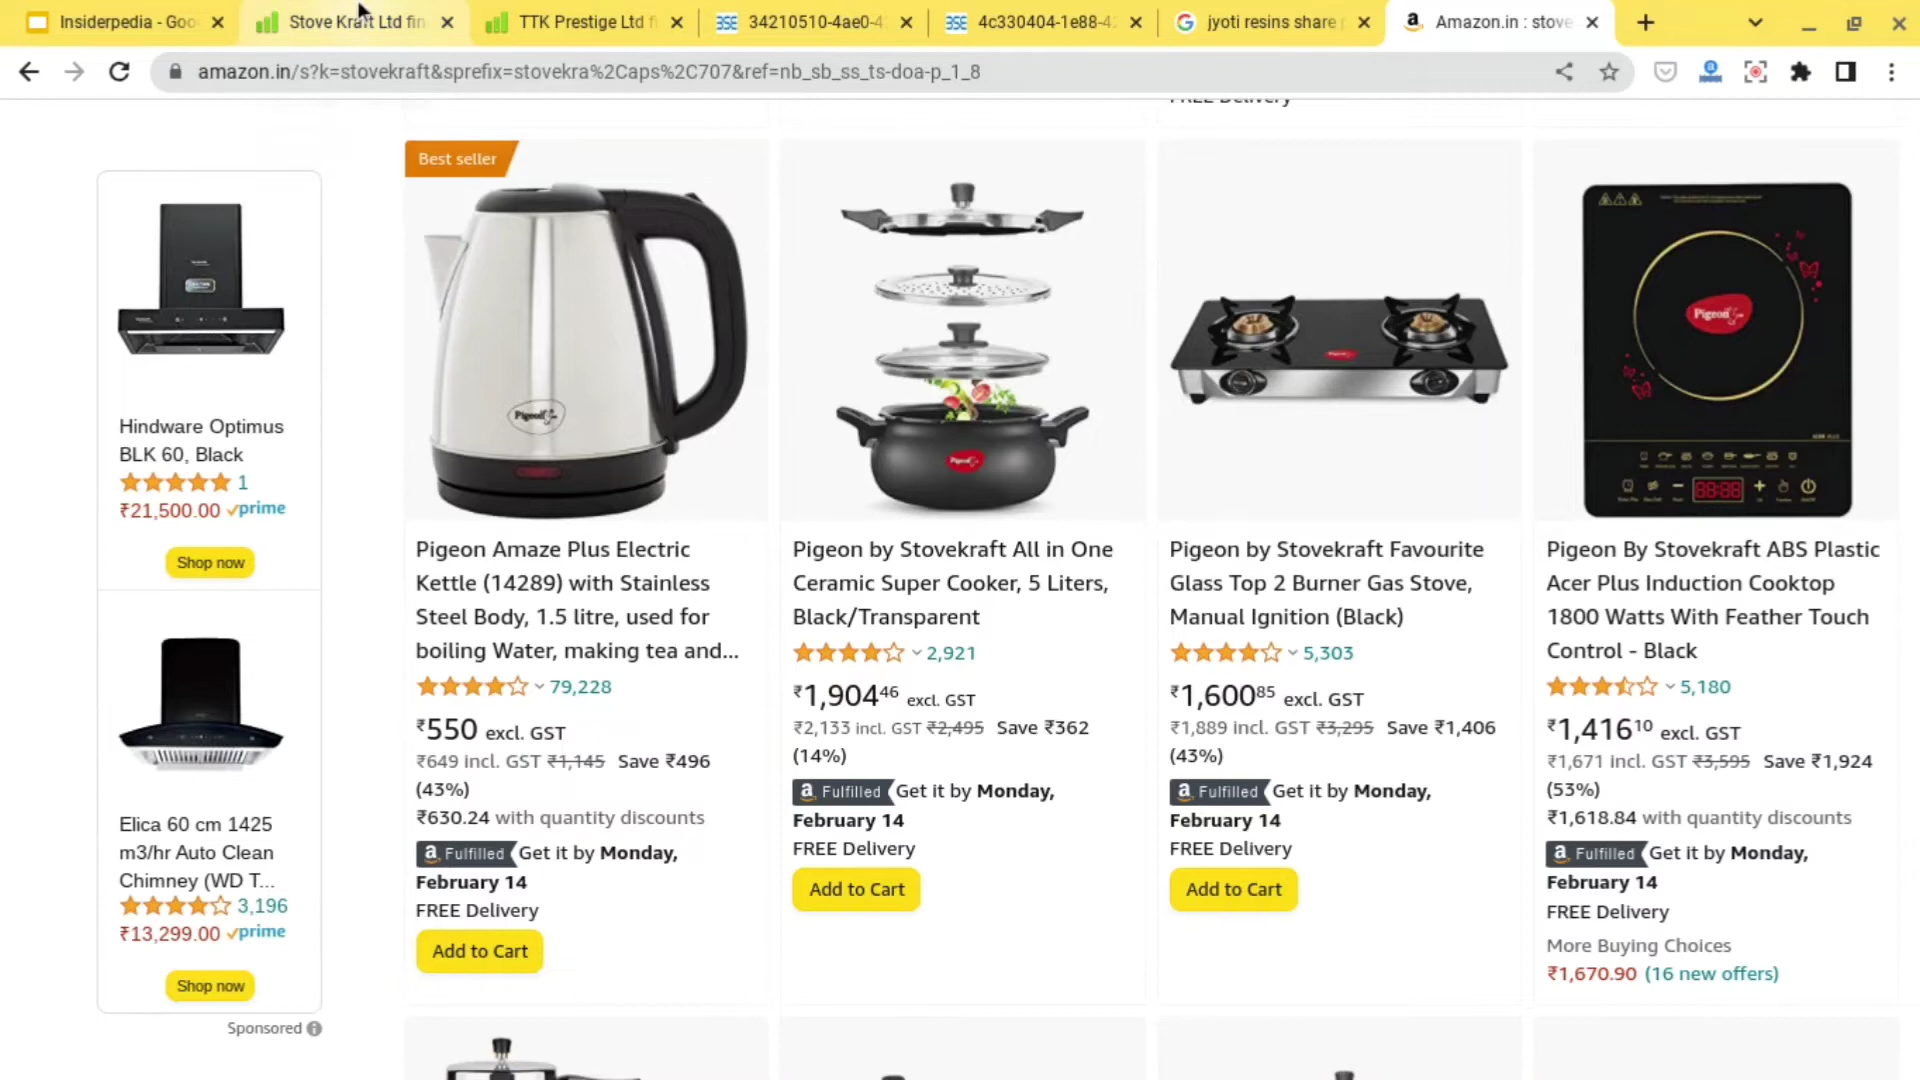 Insiderpedia - Goo
Stove Kraft Ltd fin
TTK Prestige Ltd f
34210510-4ae0-4
4c330404-1e88-4
jyoti resins share
Amazon.in : stove
amazon.in/s?k=stovekraft&sprefix=stovekra%2Caps%2C707&ref=nb_sb_ss_ts-doa-p_1_8
FREE Delivery
Hindware Optimus
BLK 60, Black
1
₹21,500.00 prime
Shop now
Elica 60 cm 1425
m3/hr Auto Clean
Chimney (WD T...
3,196
₹13,299.00 prime
Shop now
Sponsored
Best seller
Pigeon
Pigeon Amaze Plus Electric
Kettle (14289) with Stainless
Steel Body, 1.5 litre, used for
boiling Water, making tea and...
79,228
₹550 excl. GST
₹649 incl. GST ₹1,145 Save ₹496
(43%)
₹630.24 with quantity discounts
a Fulfilled Get it by Monday,
February 14
FREE Delivery
Add to Cart
Pigeon
Pigeon by Stovekraft All in One
Ceramic Super Cooker, 5 Liters,
Black/Transparent
2,921
₹1,90446 excl. GST
₹2,133 incl. GST ₹2,495 Save ₹362
(14%)
a Fulfilled Get it by Monday,
February 14
FREE Delivery
Add to Cart
Pigeon by Stovekraft Favourite
Glass Top 2 Burner Gas Stove,
Manual Ignition (Black)
5,303
₹1,60085 excl. GST
₹1,889 incl. GST ₹3,295 Save ₹1,406
(43%)
a Fulfilled Get it by Monday,
February 14
FREE Delivery
Add to Cart
Pigeon
88:88
Pigeon By Stovekraft ABS Plastic
Acer Plus Induction Cooktop
1800 Watts With Feather Touch
Control - Black
5,180
₹1,41610 excl. GST
₹1,671 incl. GST ₹3,595 Save ₹1,924
(53%)
₹1,618.84 with quantity discounts
a Fulfilled Get it by Monday,
February 14
FREE Delivery
More Buying Choices
₹1,670.90 (16 new offers)